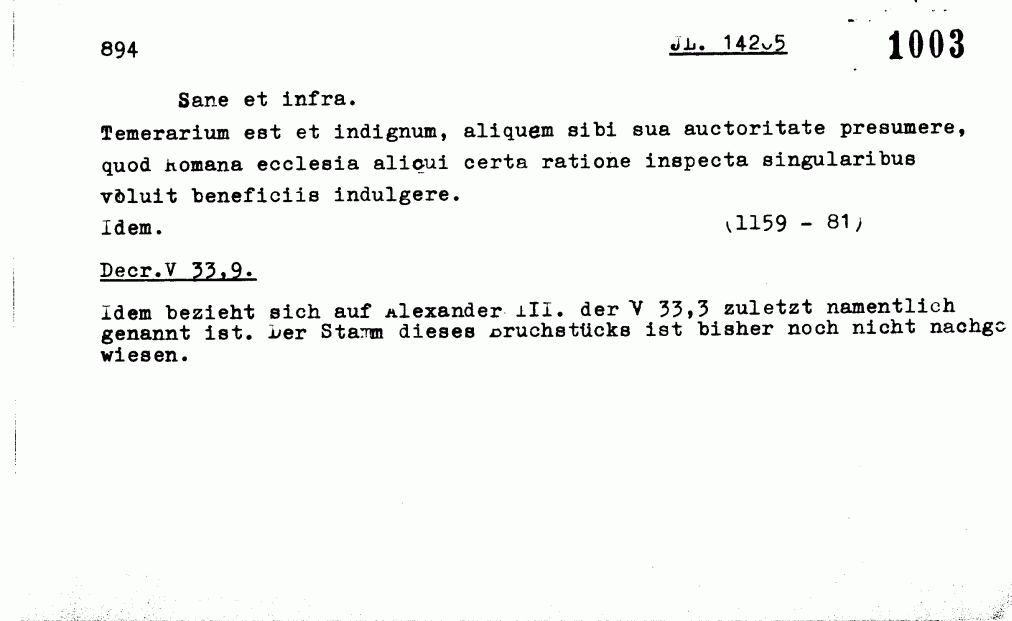 894 JL. 142 5 1003
Sane et infra.
Temerarium est et indignum, aliquem sibi sua auctoritate presumere,
quod Romana ecclesia alicui certa ratione inspecta singularibus
voluit beneficiis indulgere.
Idem. (1159 - 81)
Decr.V 33,9.
Idem bezieht sich auf Alexander III. der V 33,3 zuletzt namentlich
genannt ist. Der Stamm dieses Bruchstücks ist bisher noch nicht nachge
wiesen.